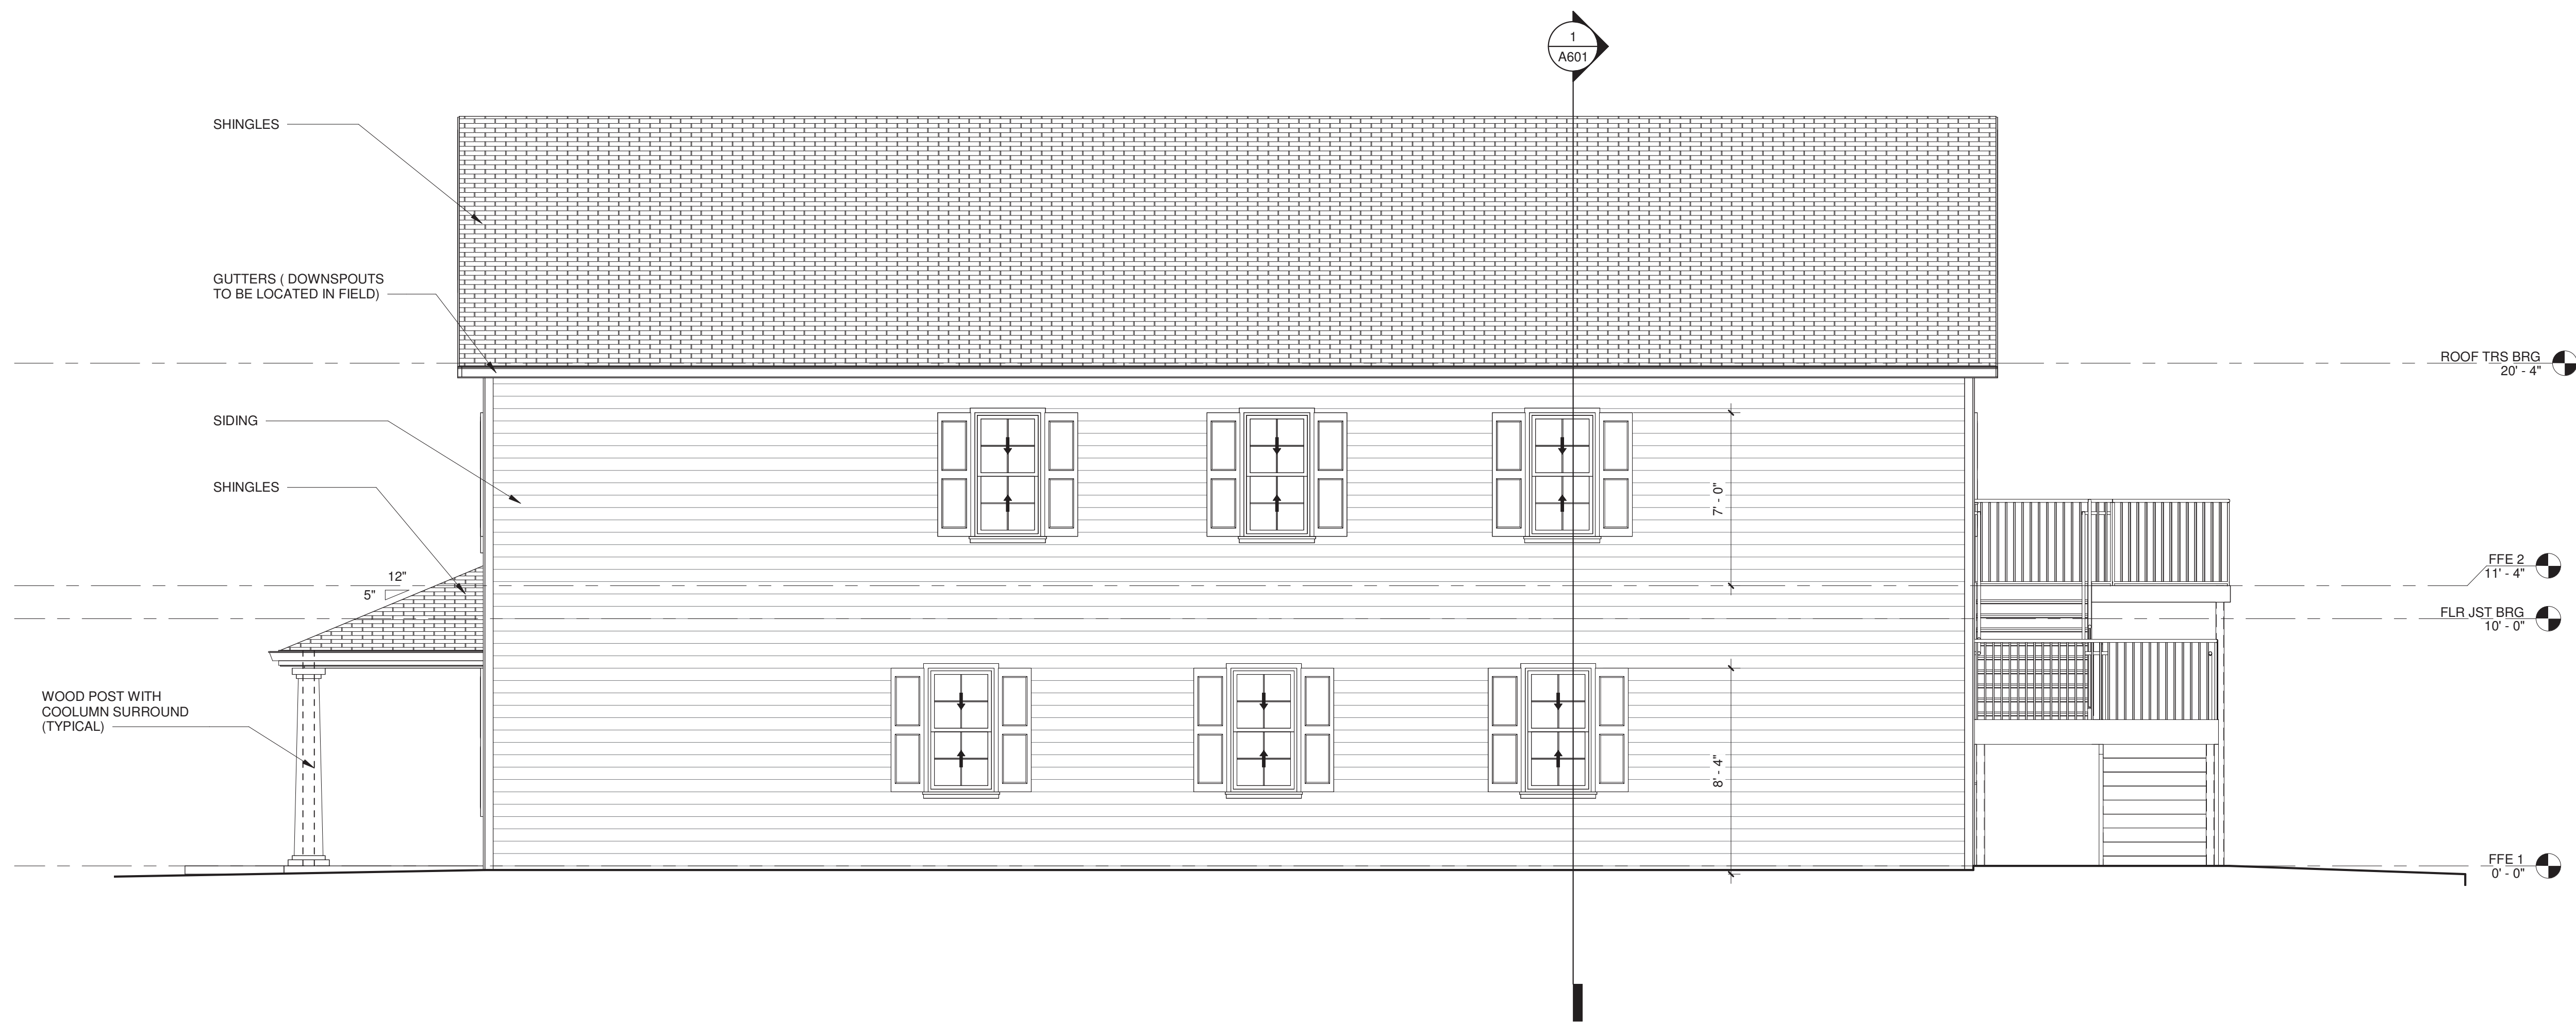 1
A601
SHINGLES
GUTTERS ( DOWNSPOUTS
TO BE LOCATED IN FIELD)
ROOF TRS BRG
20' - 4"
SIDING
SHINGLES
7' - 0"
12"
5"
FFE 2
11' - 4"
FLR JST BRG
10' - 0"
WOOD POST WITH
COOLUMN SURROUND
(TYPICAL)
8' - 4"
FFE 1
0' - 0"